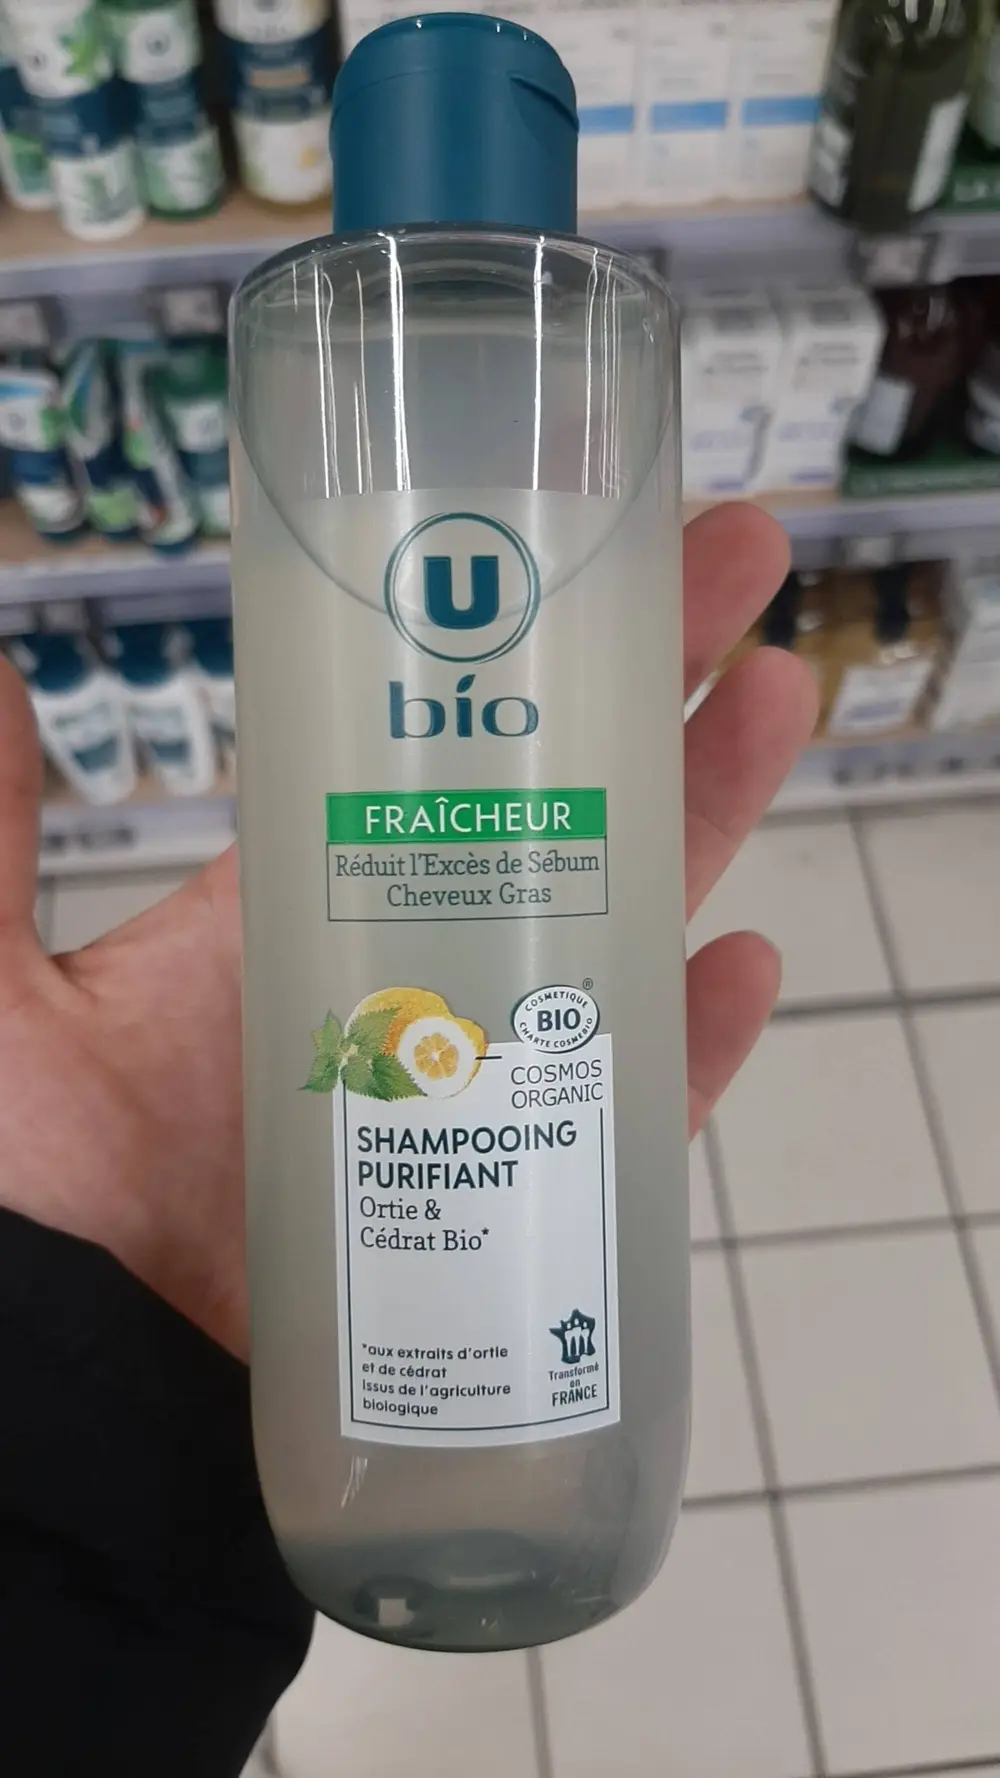 U
bio
FRAÎCHEUR
Réduit l'Excès de Sébum
Cheveux Gras
®
COSMETIQUE
BIO
CHARTE COSMEBIO
COSMOS
ORGANIC
SHAMPOOING
PURIFIANT
Ortie &
Cédrat Bio*
*aux extraits d'ortie
et de cédrat
issus de l'agriculture
biologique
Transformé
en
FRANCE